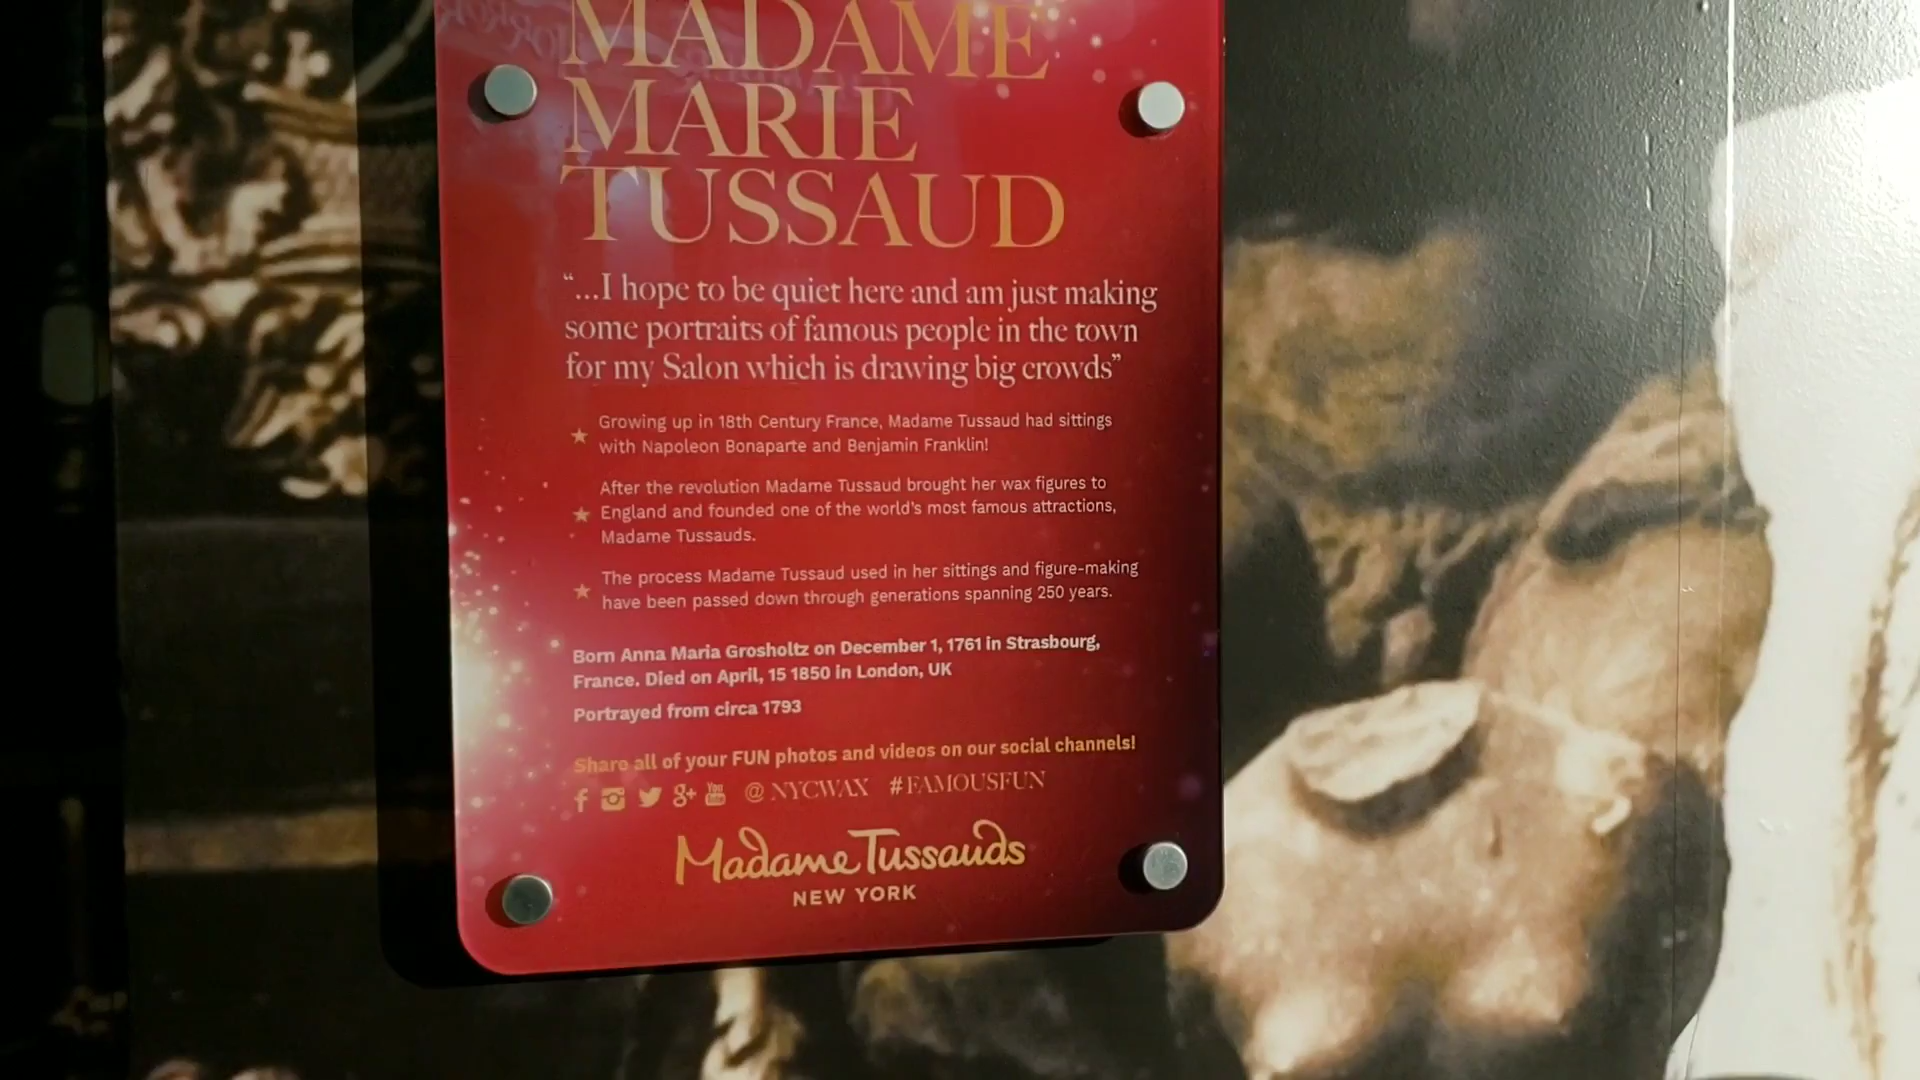 MADAME
MARIE
TUSSAUD
“...I hope to be quiet here and am just making
some portraits of famous people in the town
for my Salon which is drawing big crowds”
Growing up in 18th Century France, Madame Tussaud had sittings
with Napoleon Bonaparte and Benjamin Franklin!
After the revolution Madame Tussaud brought her wax figures to
England and founded one of the world's most famous attractions,
Madame Tussauds.
The process Madame Tussaud used in her sittings and figure-making
have been passed down through generations spanning 250 years.
Born Anna Maria Grosholtz on December 1, 1761 in Strasbourg,
France. Died on April, 15 1850 in London, UK
Portrayed from circa 1793
Share all of your FUN photos and videos on our social channels!
f g+ You Tube @NYCWAX #FAMOUSFUN
Madame Tussauds
NEW YORK